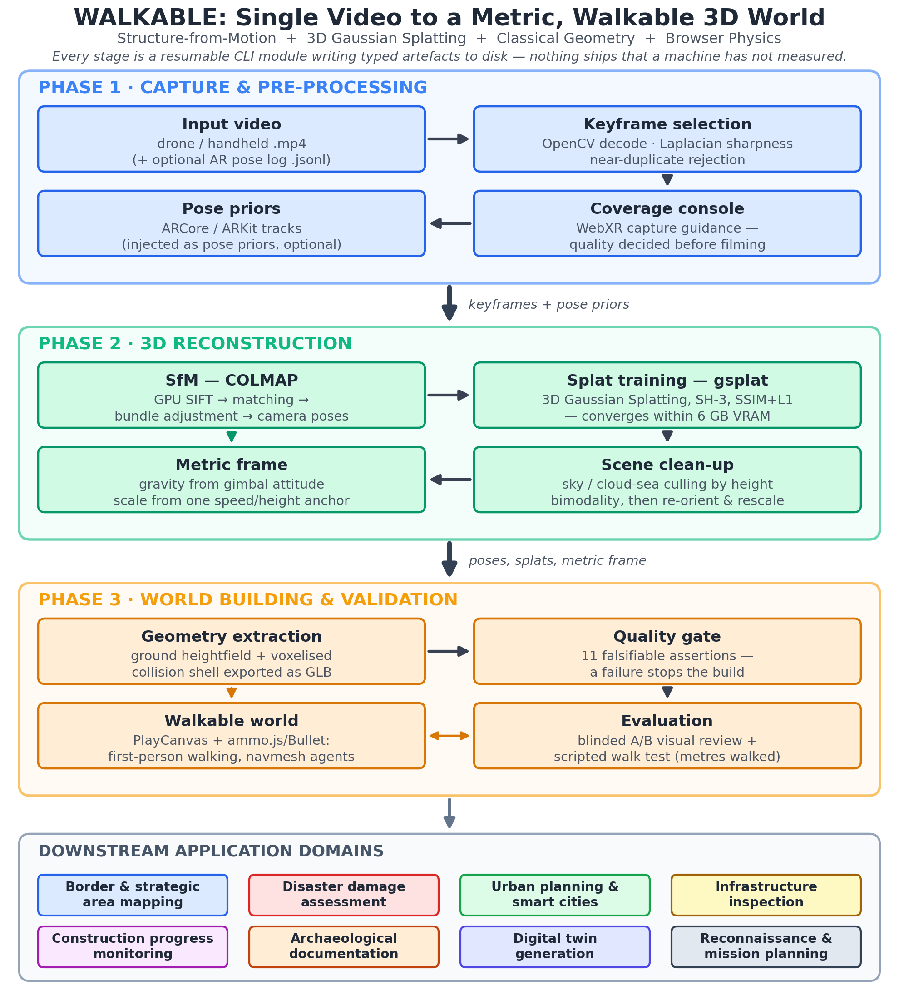 WALKABLE: Single Video to a Metric, Walkable 3D World
Structure-from-Motion + 3D Gaussian Splatting + Classical Geometry + Browser Physics
Every stage is a resumable CLI module writing typed artefacts to disk — nothing ships that a machine has not measured.
PHASE 1 · CAPTURE & PRE-PROCESSING
Input video
drone / handheld .mp4
(+ optional AR pose log .jsonl)
Keyframe selection
OpenCV decode · Laplacian sharpness
near-duplicate rejection
Pose priors
ARCore / ARKit tracks
(injected as pose priors, optional)
Coverage console
WebXR capture guidance —
quality decided before filming
keyframes + pose priors
PHASE 2 · 3D RECONSTRUCTION
SfM — COLMAP
GPU SIFT → matching →
bundle adjustment → camera poses
Splat training — gsplat
3D Gaussian Splatting, SH-3, SSIM+L1
— converges within 6 GB VRAM
Metric frame
gravity from gimbal attitude
scale from one speed/height anchor
Scene clean-up
sky / cloud-sea culling by height
bimodality, then re-orient & rescale
poses, splats, metric frame
PHASE 3 · WORLD BUILDING & VALIDATION
Geometry extraction
ground heightfield + voxelised
collision shell exported as GLB
Quality gate
11 falsifiable assertions —
a failure stops the build
Walkable world
PlayCanvas + ammo.js/Bullet:
first-person walking, navmesh agents
Evaluation
blinded A/B visual review +
scripted walk test (metres walked)
DOWNSTREAM APPLICATION DOMAINS
Border & strategic
area mapping
Disaster damage
assessment
Urban planning &
smart cities
Infrastructure
inspection
Construction progress
monitoring
Archaeological
documentation
Digital twin
generation
Reconnaissance &
mission planning